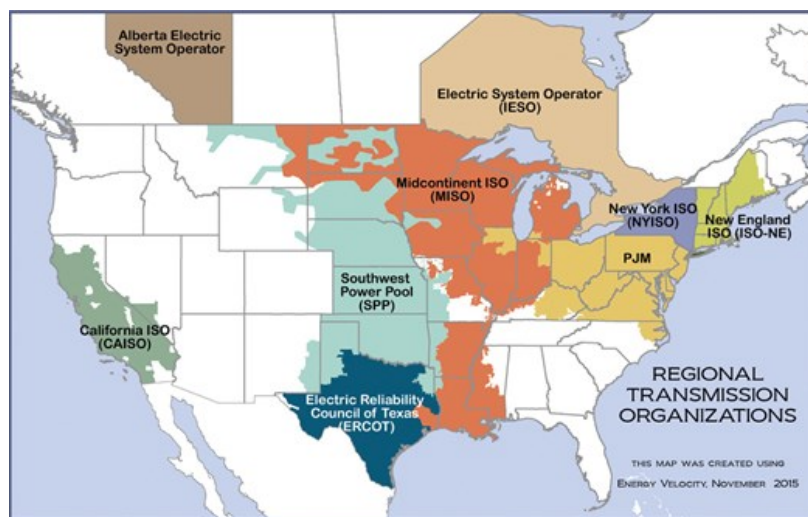 Alberta Electric
System Operator
Electric System Operator
(IESO)
Midcontinent ISO
(MISO)
New York ISO
(NYISO)
New England
ISO (ISO-NE)
PJM
Southwest
Power Pool
(SPP)
California ISO
(CAISO)
Electric Reliability
Council of Texas
(ERCOT)
REGIONAL
TRANSMISSION
ORGANIZATIONS
THIS MAP WAS CREATED USING
ENERGY VELOCITY, NOVEMBER 2015